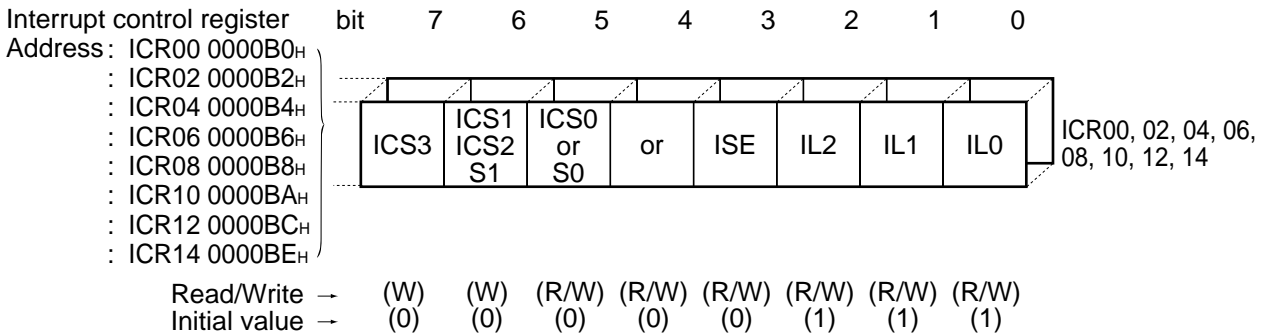 Interrupt control register bit 7 6 5 4 3 2 1 0
Address : ICR00 0000B0H
: ICR02 0000B2H
: ICR04 0000B4H
: ICR06 0000B6H
: ICR08 0000B8H
: ICR10 0000BAH
: ICR12 0000BCH
: ICR14 0000BEH
ICS3
ICS1
ICS2
S1
ICS0
or
S0
or
ISE
IL2
IL1
IL0
ICR00, 02, 04, 06,
08, 10, 12, 14
Read/Write → (W) (W) (R/W) (R/W) (R/W) (R/W) (R/W) (R/W)
Initial value → (0) (0) (0) (0) (0) (1) (1) (1)